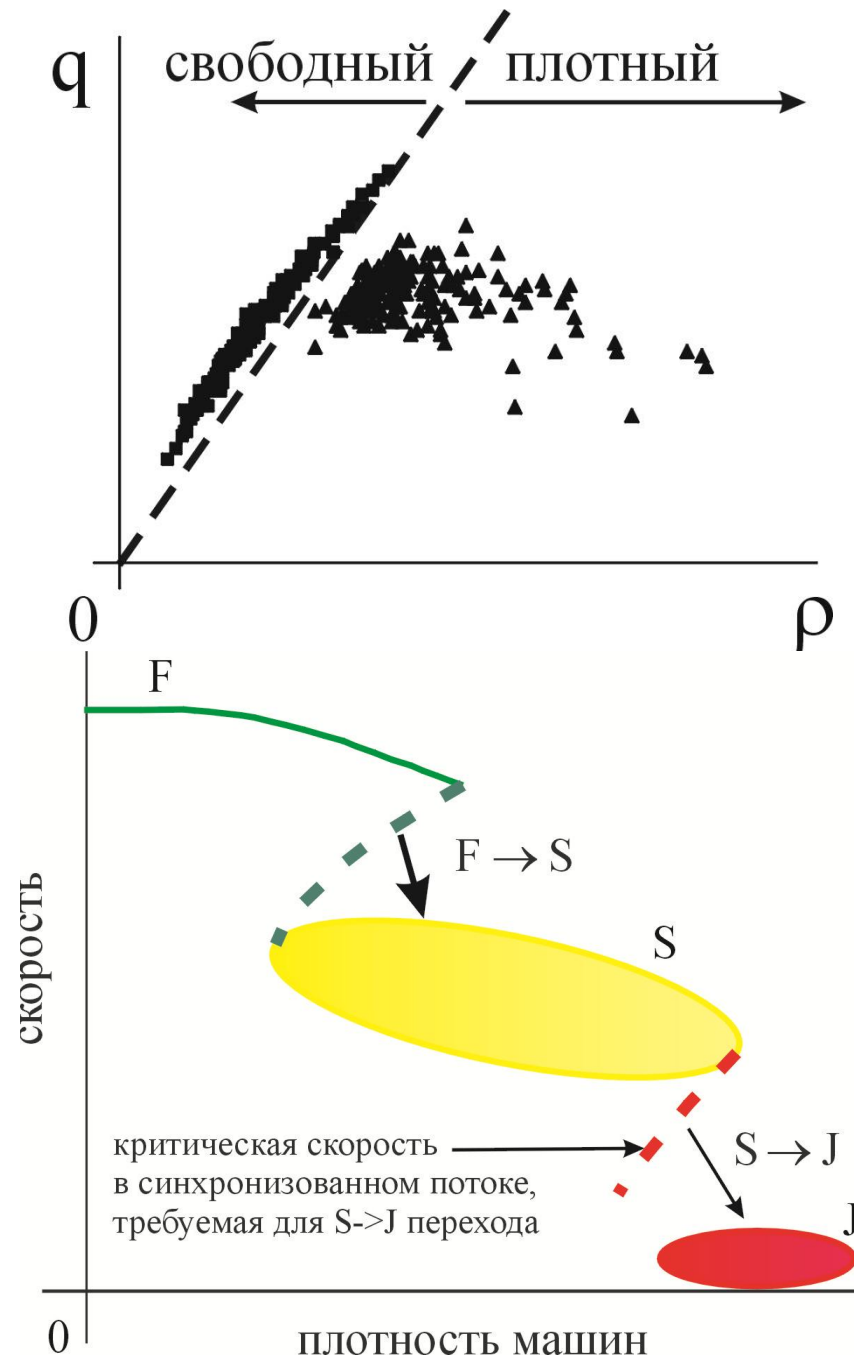 q
свободный плотный
0
ρ
F
F → S
S
скорость
критическая скорость
в синхронизованном потоке,
требуемая для S->J перехода
S → J
J
0
плотность машин